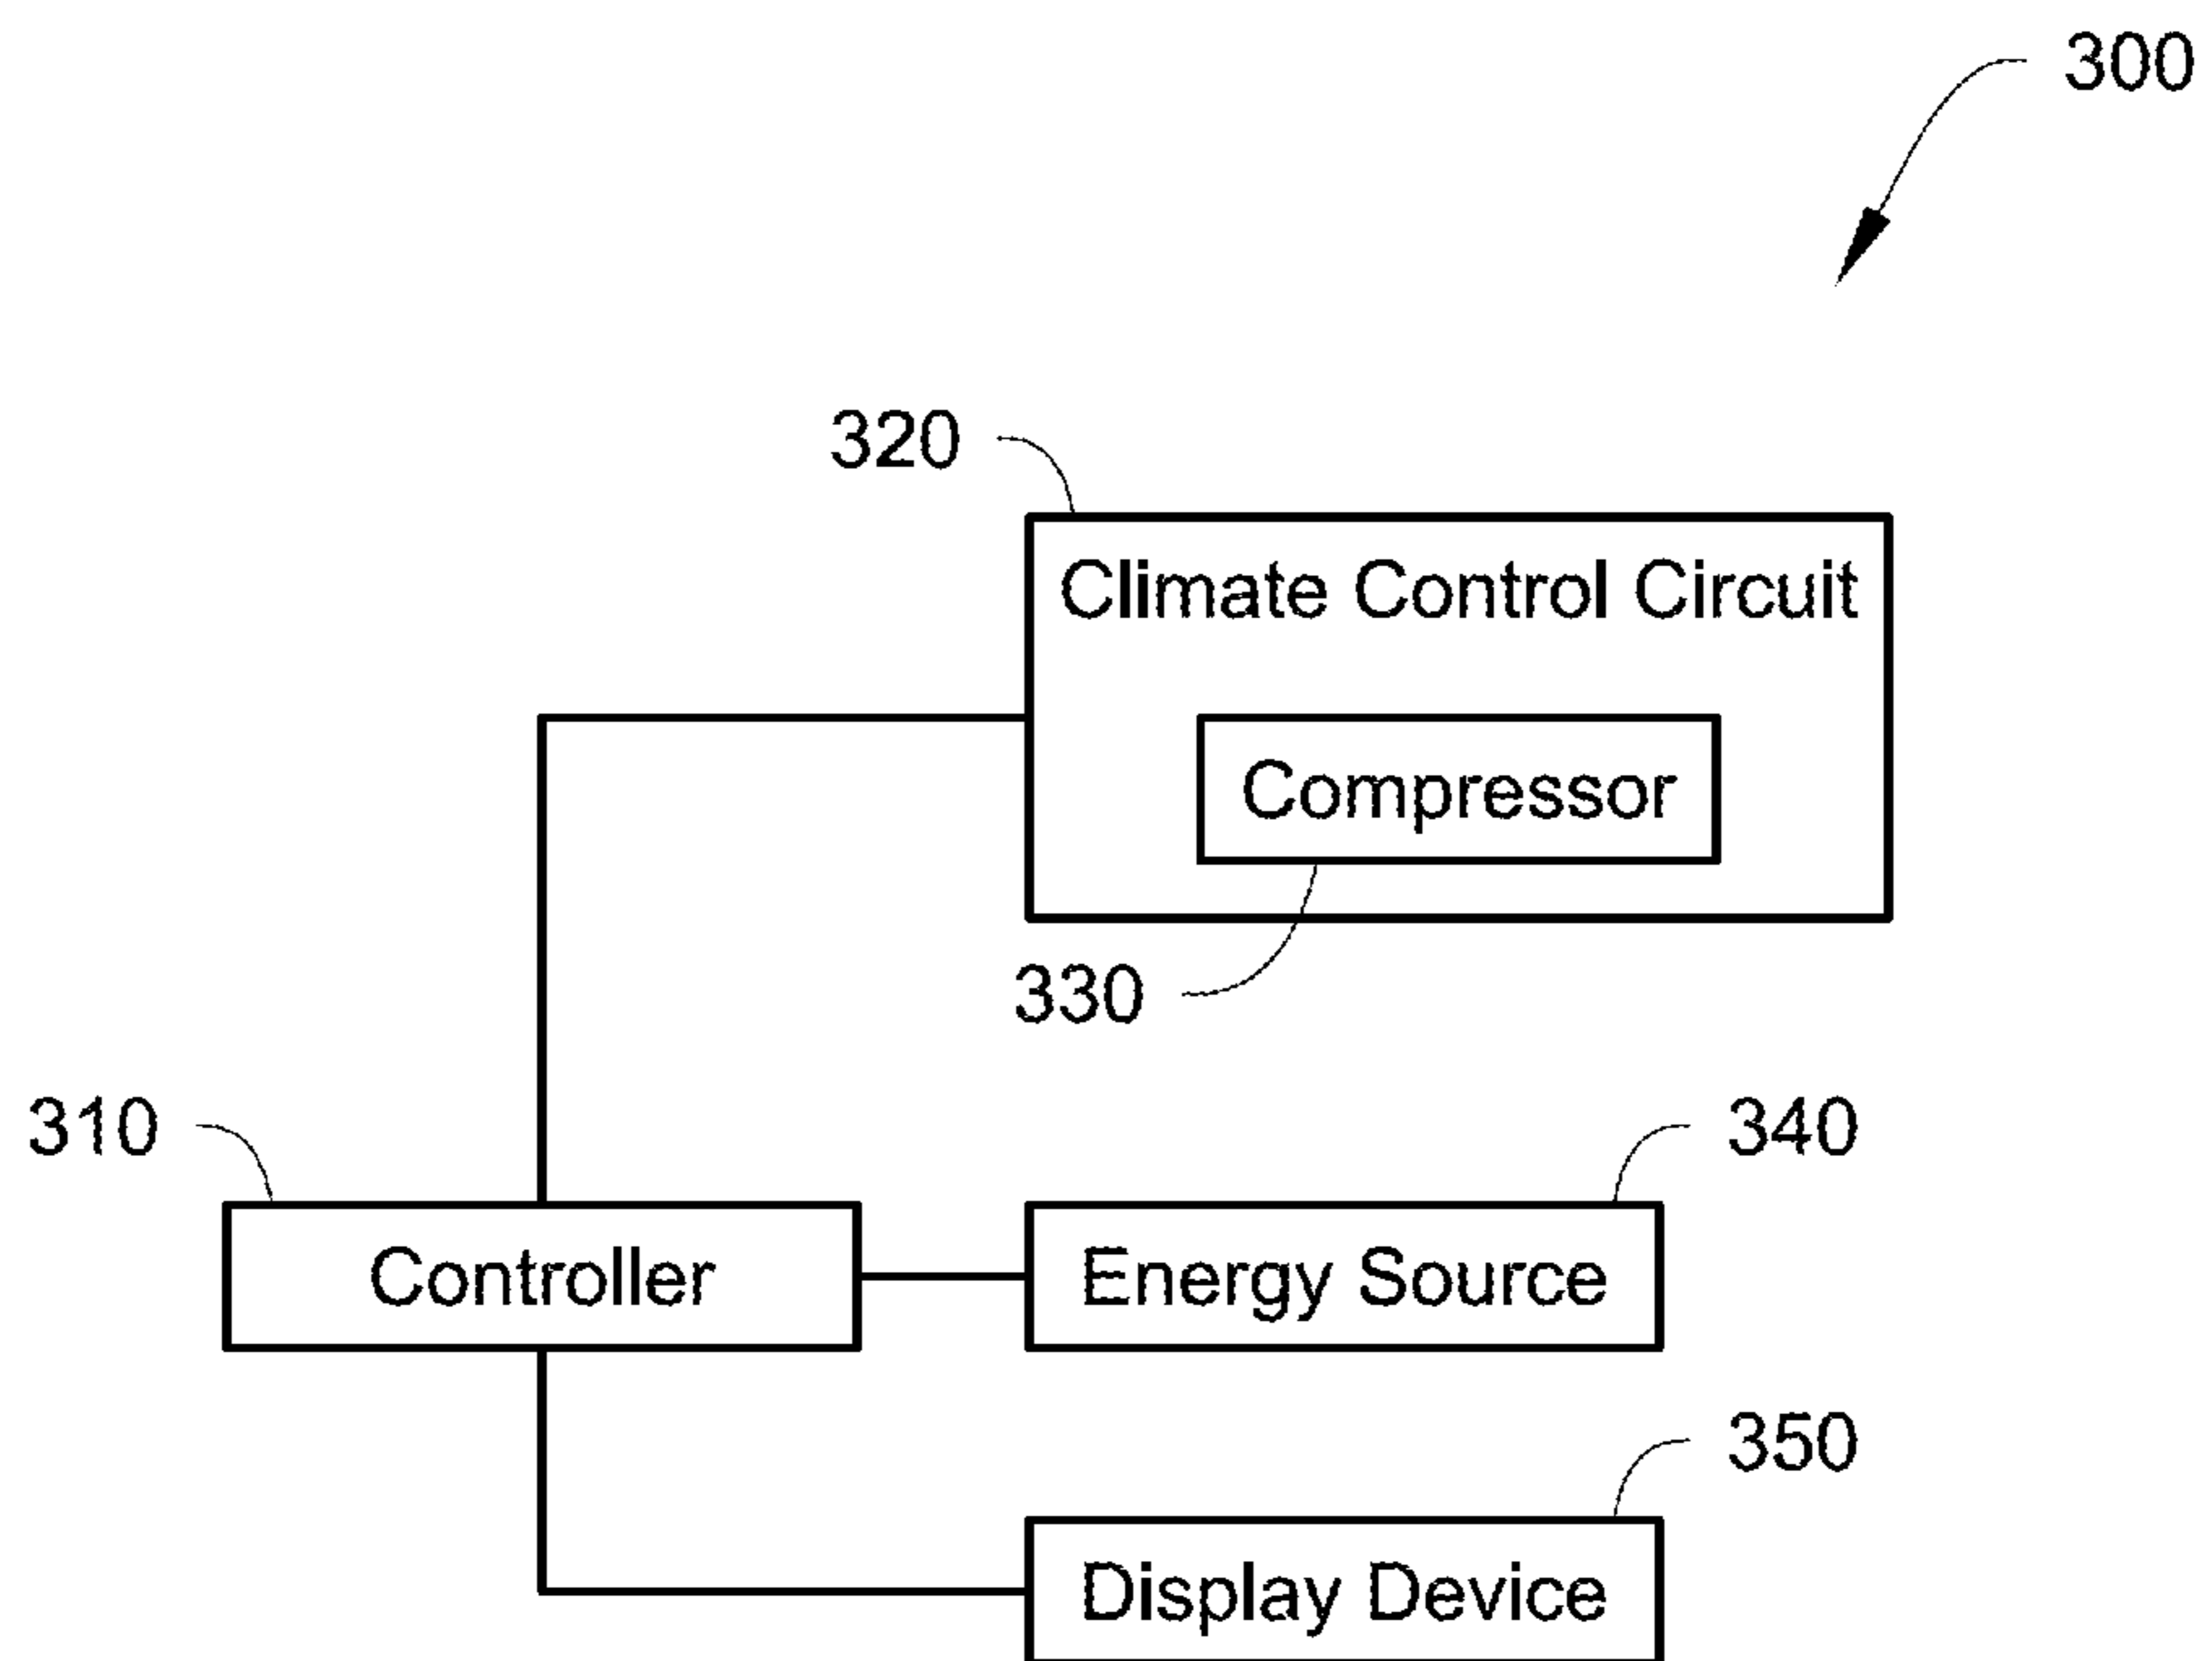 300
320
Climate Control Circuit
Compressor
330
310
340
Controller
Energy Source
350
Display Device